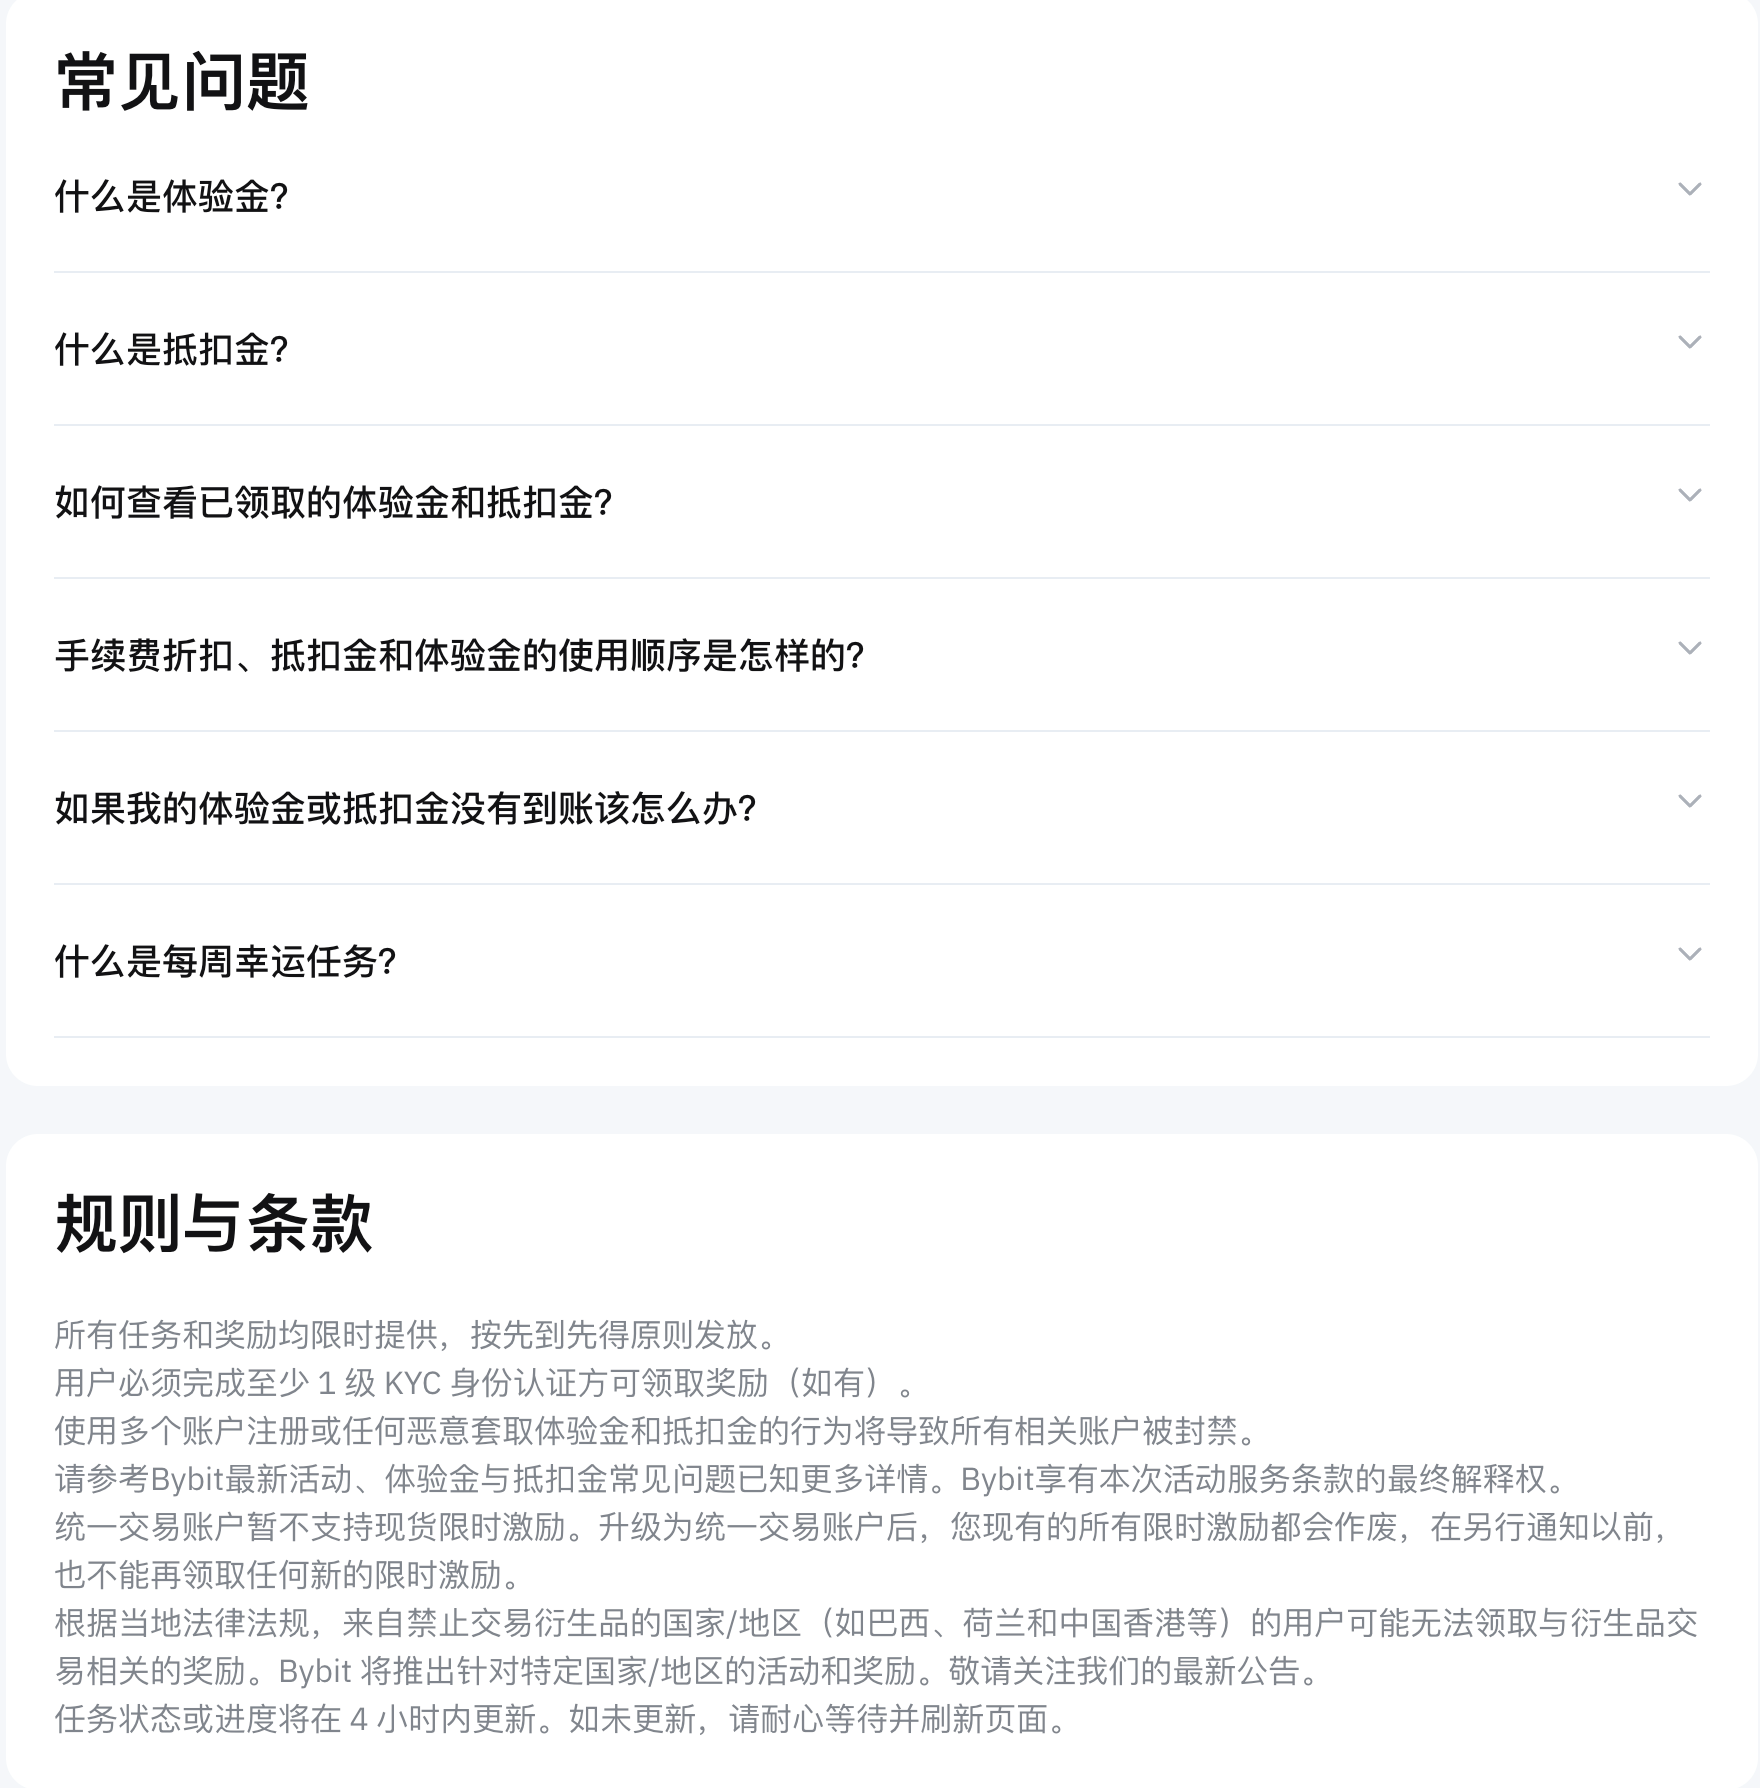 常见问题
什么是体验金?
什么是抵扣金?
如何查看已领取的体验金和抵扣金?
手续费折扣、抵扣金和体验金的使用顺序是怎样的?
如果我的体验金或抵扣金没有到账该怎么办?
什么是每周幸运任务?
规则与条款
所有任务和奖励均限时提供，按先到先得原则发放。
用户必须完成至少 1 级 KYC 身份认证方可领取奖励（如有）。
使用多个账户注册或任何恶意套取体验金和抵扣金的行为将导致所有相关账户被封禁。
请参考Bybit最新活动、体验金与抵扣金常见问题已知更多详情。Bybit享有本次活动服务条款的最终解释权。
统一交易账户暂不支持现货限时激励。升级为统一交易账户后，您现有的所有限时激励都会作废，在另行通知以前，
也不能再领取任何新的限时激励。
根据当地法律法规，来自禁止交易衍生品的国家/地区（如巴西、荷兰和中国香港等）的用户可能无法领取与衍生品交
易相关的奖励。Bybit 将推出针对特定国家/地区的活动和奖励。敬请关注我们的最新公告。
任务状态或进度将在 4 小时内更新。如未更新，请耐心等待并刷新页面。